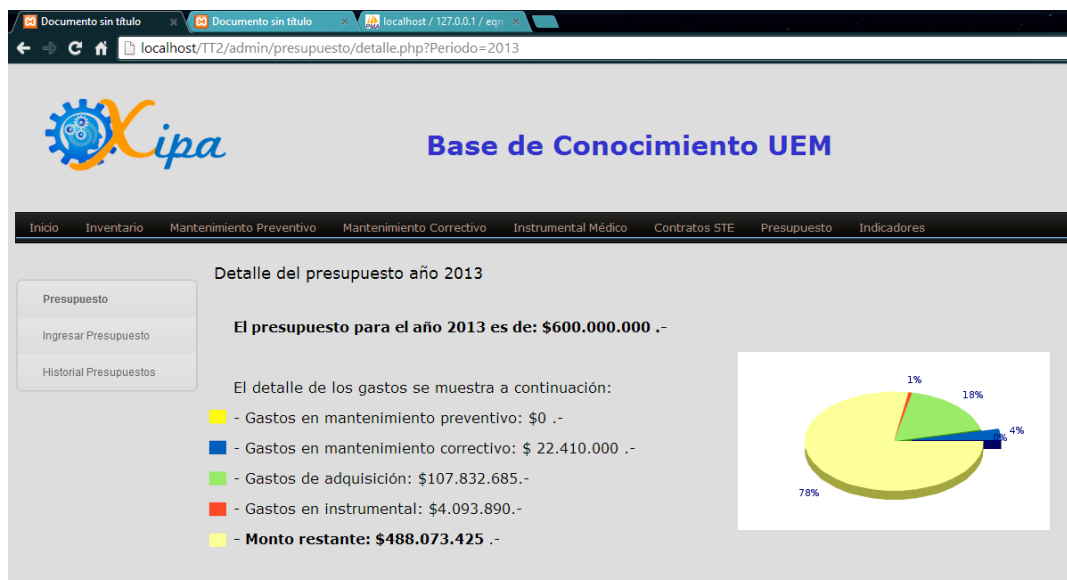 Documento sin título
Documento sin título
localhost / 127.0.0.1 / eqr
localhost/TT2/admin/presupuesto/detalle.php?Periodo=2013
Xipa
Base de Conocimiento UEM
Inicio Inventario Mantenimiento Preventivo Mantenimiento Correctivo Instrumental Médico Contratos STE Presupuesto Indicadores
Detalle del presupuesto año 2013
Presupuesto
Ingresar Presupuesto
Historial Presupuestos
El presupuesto para el año 2013 es de: $600.000.000 .-
El detalle de los gastos se muestra a continuación:
- Gastos en mantenimiento preventivo: $0 .-
- Gastos en mantenimiento correctivo: $ 22.410.000 .-
- Gastos de adquisición: $107.832.685.-
- Gastos en instrumental: $4.093.890.-
- Monto restante: $488.073.425 .-
1%
18%
4%
0%
78%